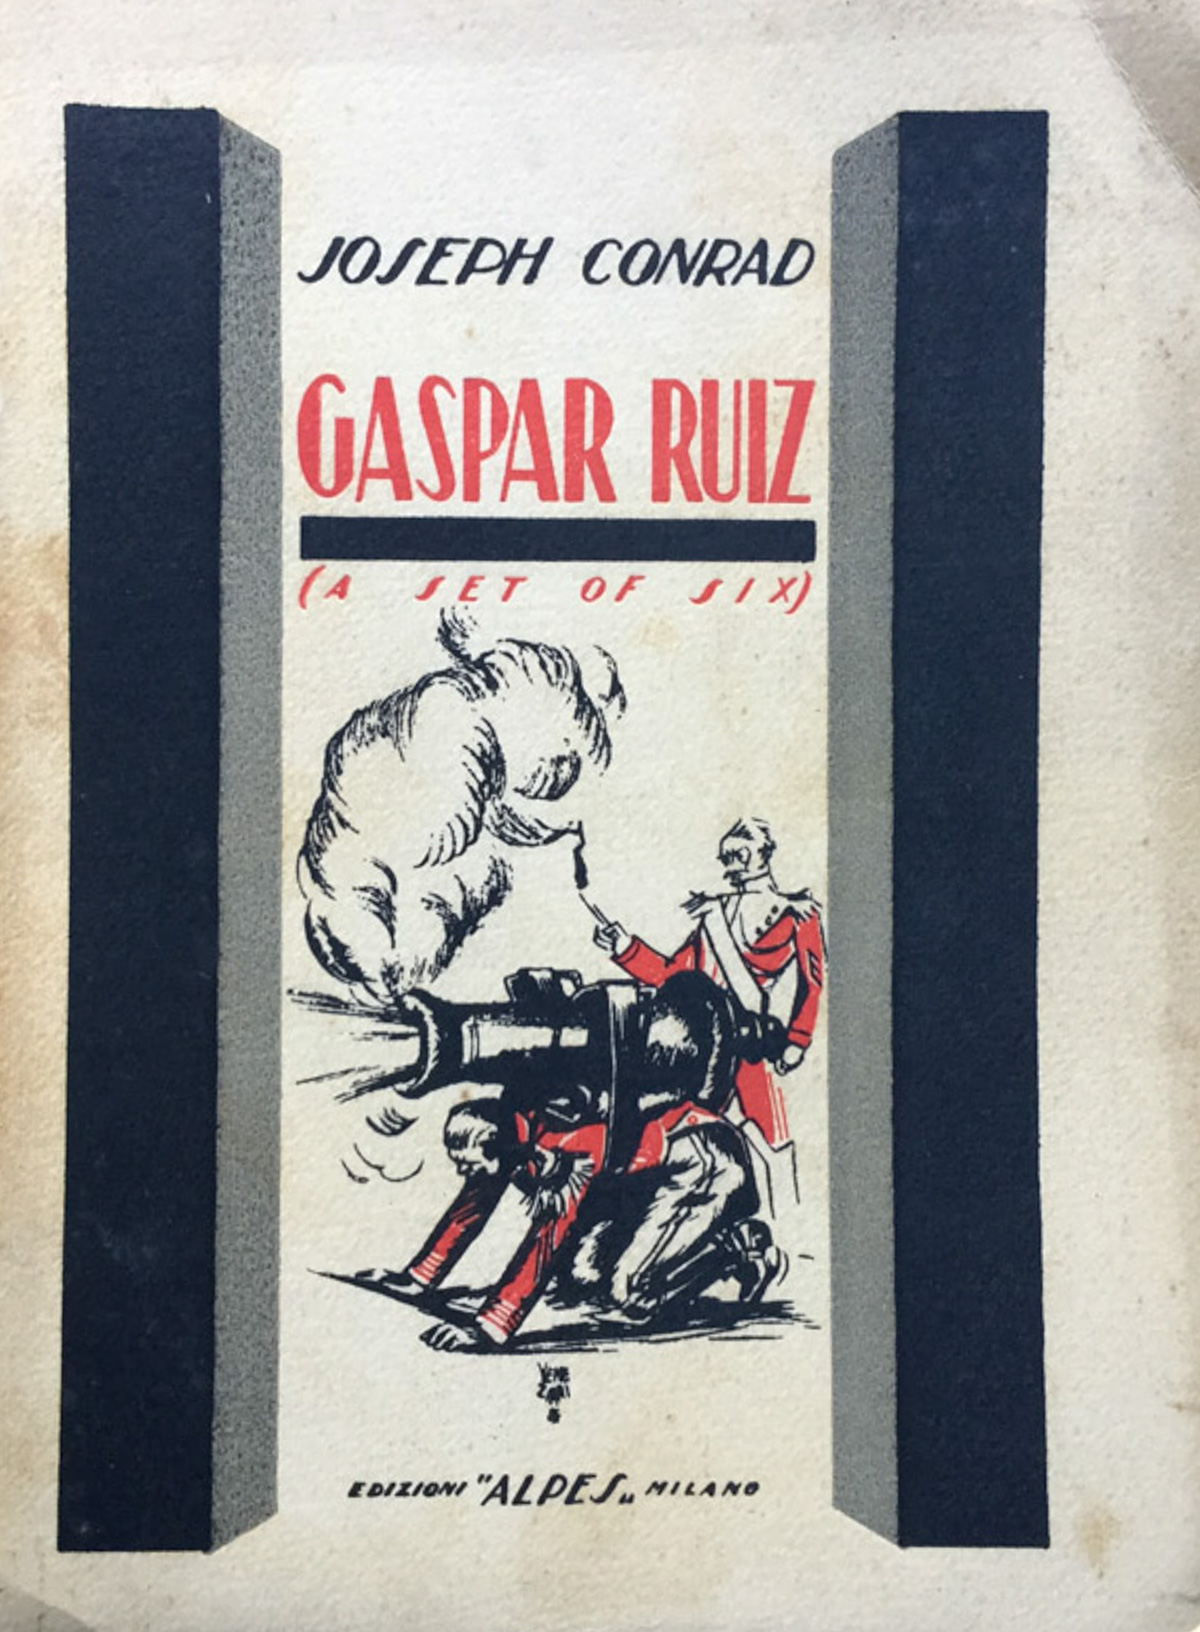 JOSEPH CONRAD
GASPAR RUIZ
(A SET OF SIX)
EDIZIONI "ALPES„ MILANO